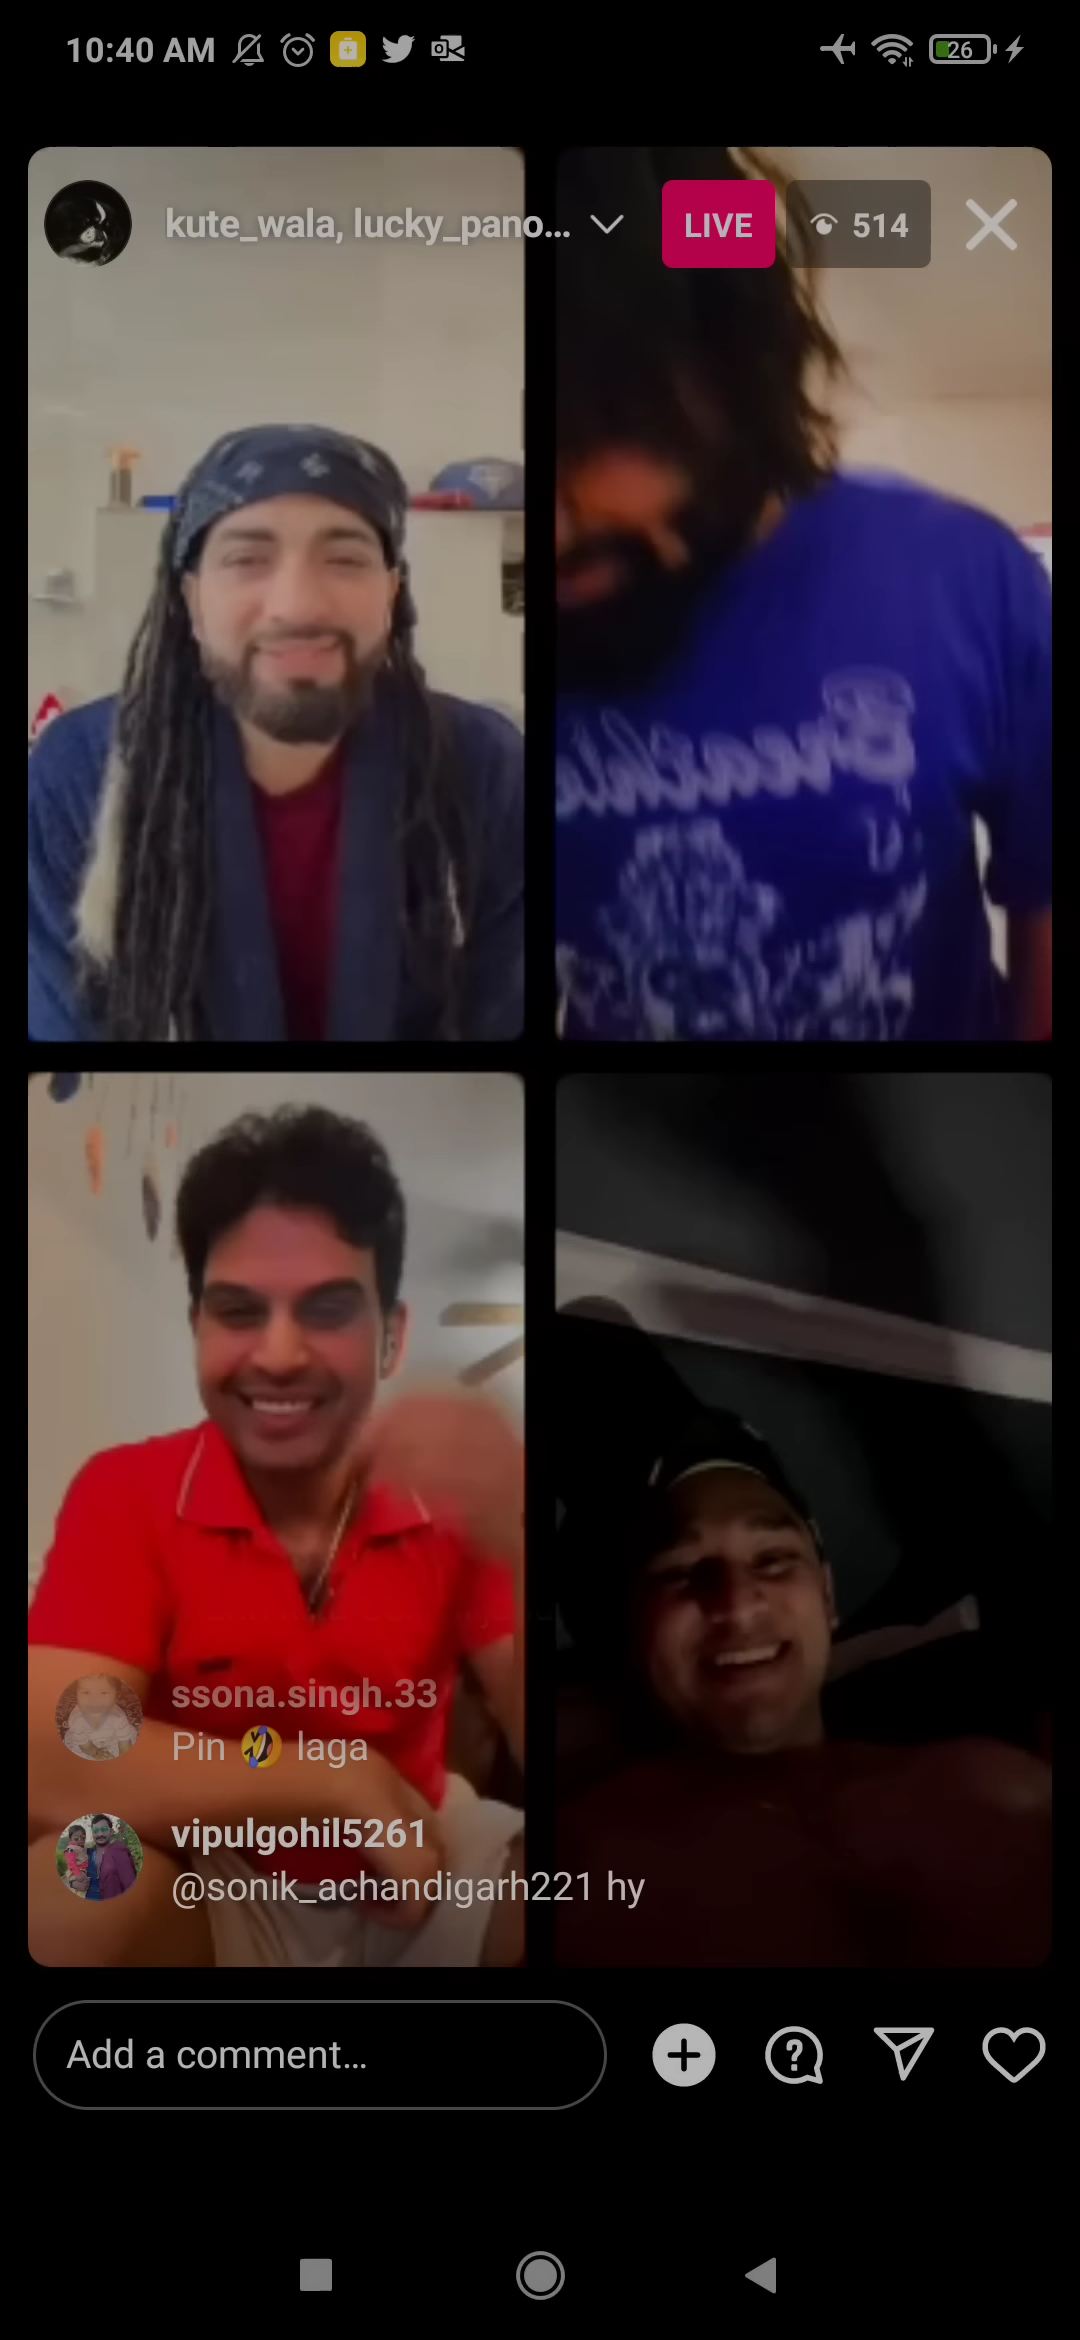 10:40 AM
26
kute_wala, lucky_pano...
LIVE
514
ssona.singh.33
Pin 🤣 laga
vipulgohil5261
@sonik_achandigarh221 hy
Add a comment...